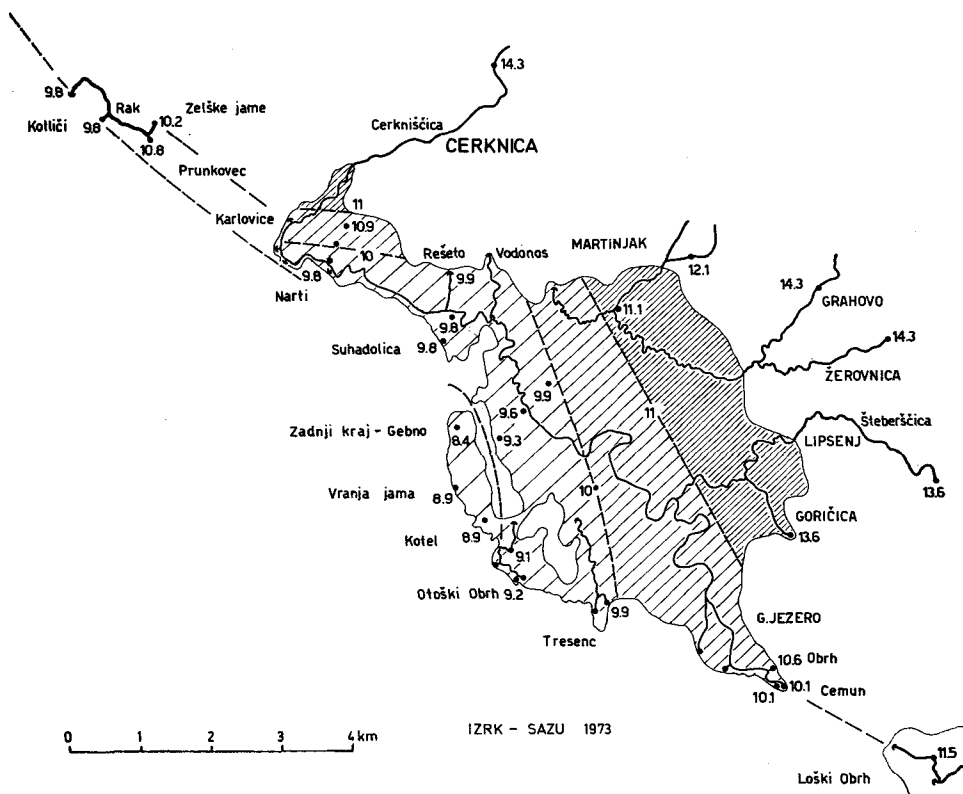 14.3
9.8
Rak
10.2
Zelške jame
Kotliči
9.8
10.8
Cerkniščica
CERKNICA
Prunkovec
Karlovice
11
10.9
10
Rešeto
Vodonos
MARTINJAK
12.1
9.8
9.9
Narti
14.3
GRAHOVO
11.1
9.8
Suhadolica
9.8
14.3
ŽEROVNICA
9.9
9.6
11
Šteberščica
Zadnji kraj - Gebno
8.4
9.3
LIPSENJ
Vranja jama
8.9
10
13.6
GORIČICA
Kotel
8.9
9.1
13.6
Otoški Obrh
9.2
9.9
G.JEZERO
Tresenc
10.6
Obrh
10.1
10.1
Cemun
0 1 2 3 4 km
IZRK - SAZU 1973
11.5
Loški Obrh